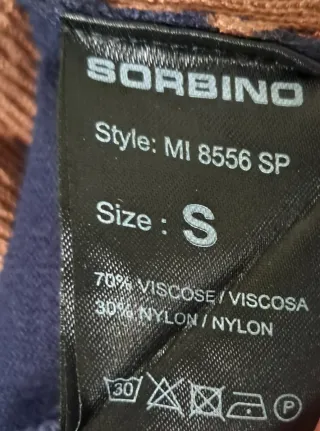 SORBINO
Style: MI 8556 SP
Size : S
70% VISCOSE / VISCOSA
30% NYLON / NYLON
30 P